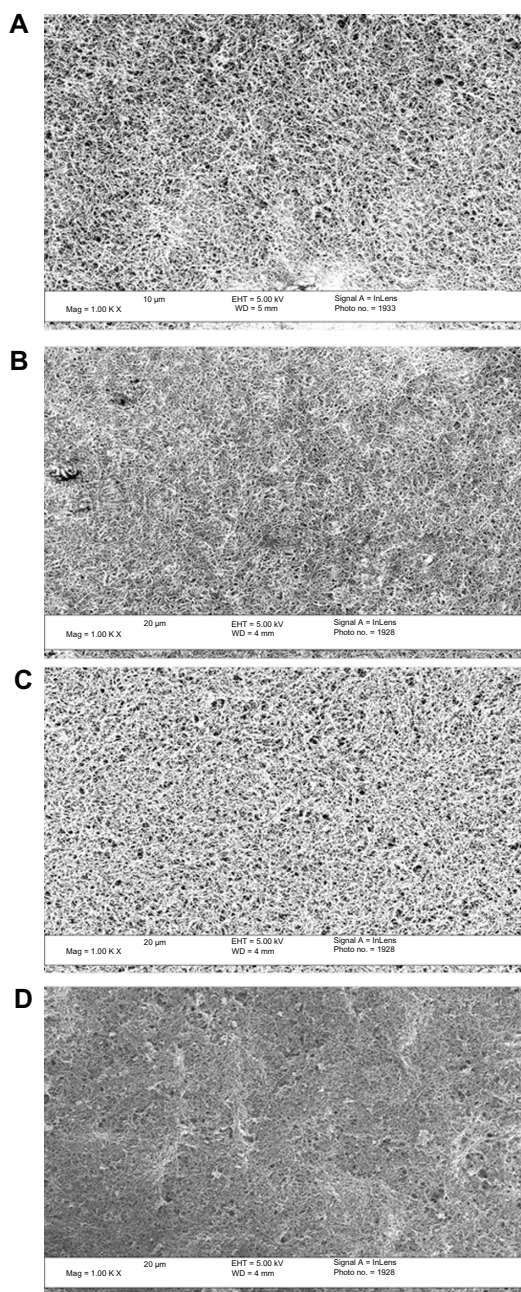 A
10 µm EHT = 5.00 kV Signal A = InLens
Mag = 1.00 K X WD = 5 mm Photo no. = 1933
B
20 µm EHT = 5.00 kV Signal A = InLens
Mag = 1.00 K X WD = 4 mm Photo no. = 1928
C
20 µm EHT = 5.00 kV Signal A = InLens
Mag = 1.00 K X WD = 4 mm Photo no. = 1928
D
20 µm EHT = 5.00 kV Signal A = InLens
Mag = 1.00 K X WD = 4 mm Photo no. = 1928